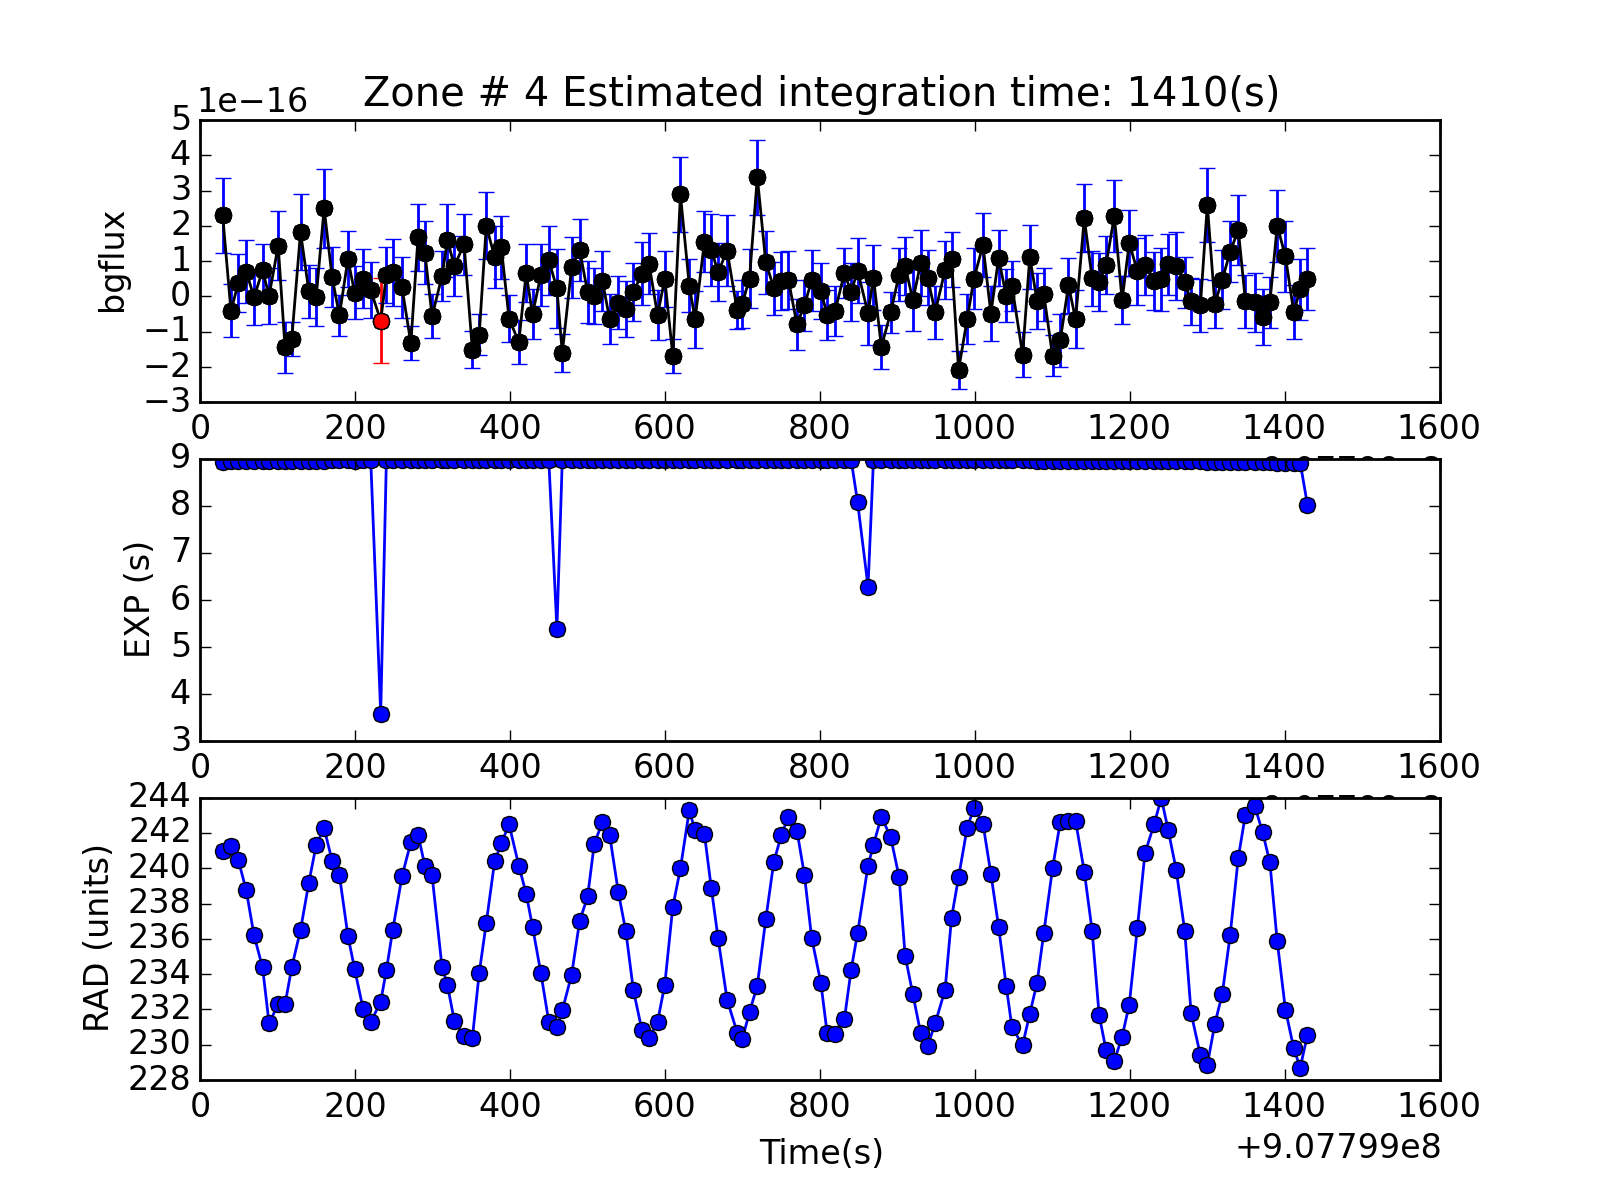 Zone # 4 Estimated integration time: 1410(s)
1e−16
5
4
3
2
1
0
−1
−2
−3
bgflux
0 200 400 600 800 1000 1200 1400 1600
9
8
7
6
5
4
3
EXP (s)
0 200 400 600 800 1000 1200 1400 1600
244
242
240
238
236
234
232
230
228
RAD (units)
0 200 400 600 800 1000 1200 1400 1600
Time(s)
+9.07799e8